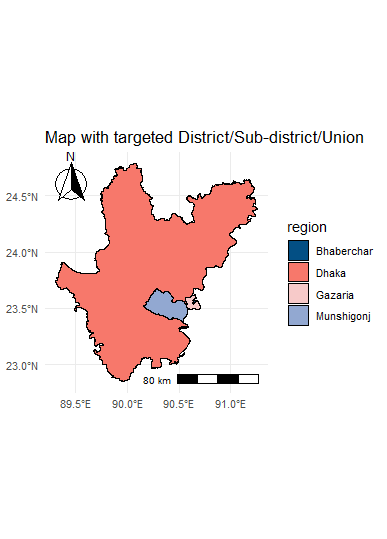 Map with targeted District/Sub-district/Union
N
24.5°N
24.0°N
23.5°N
23.0°N
80 km
89.5°E 90.0°E 90.5°E 91.0°E
region
Bhaberchar
Dhaka
Gazaria
Munshigonj